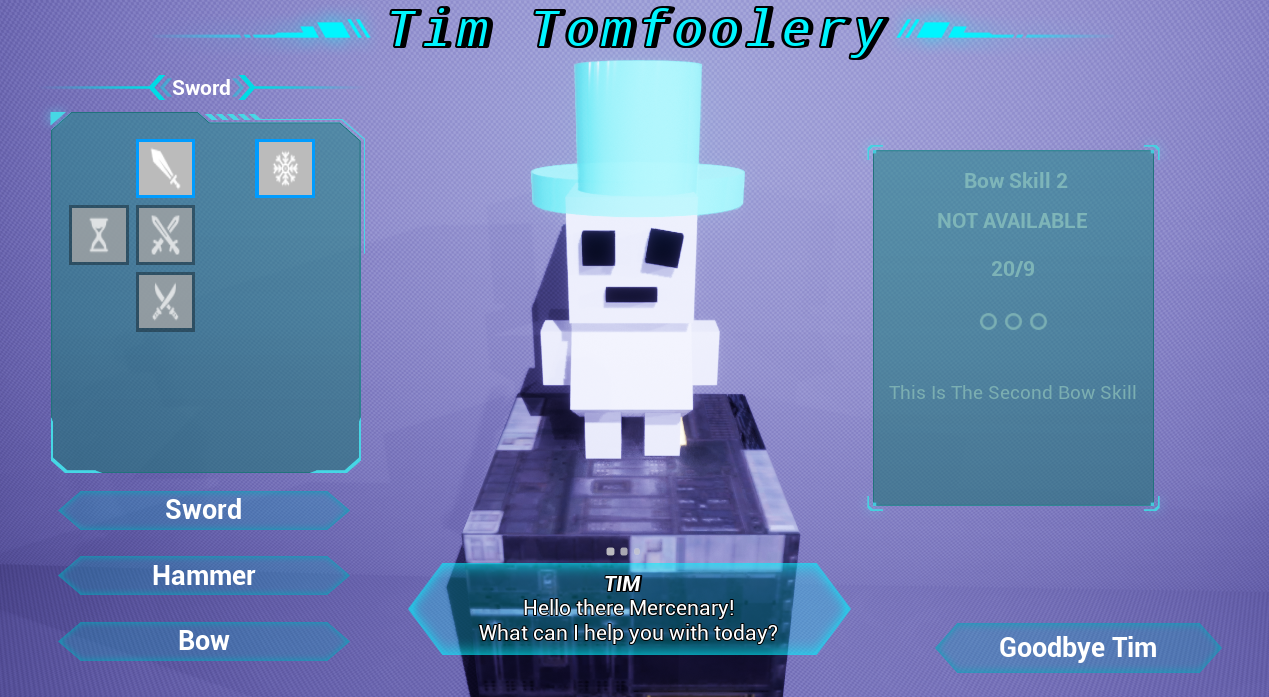 Tim Tomfoolery
Sword
Bow Skill 2
NOT AVAILABLE
20/9
This Is The Second Bow Skill
Sword
Hammer
Bow
TIM
Hello there Mercenary!
What can I help you with today?
Goodbye Tim